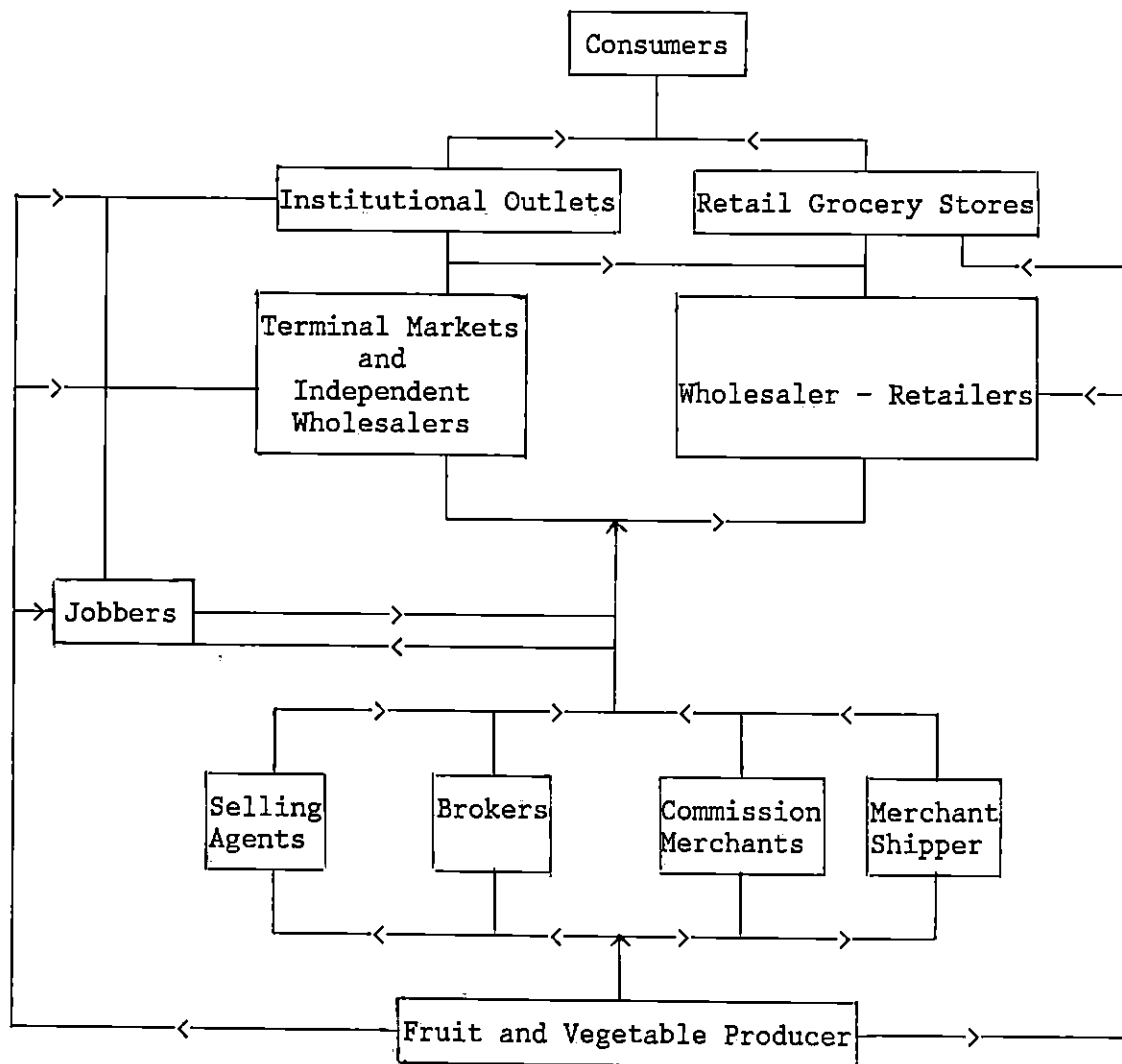 Consumers
Institutional Outlets
Retail Grocery Stores
Terminal Markets
and
Independent
Wholesalers
Wholesaler - Retailers
Jobbers
Selling
Agents
Brokers
Commission
Merchants
Merchant
Shipper
Fruit and Vegetable Producer